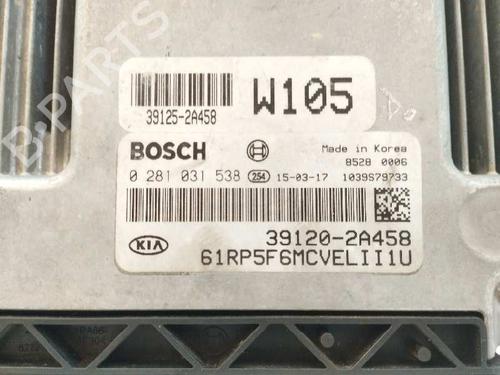 B-PARTS
39125-2A458
W105
BOSCH
Made in Korea
8528 0006
0 281 031 538 254 15-03-17 1039S79733
KIA
39120-2A458
61RP5F6MCVELII1U